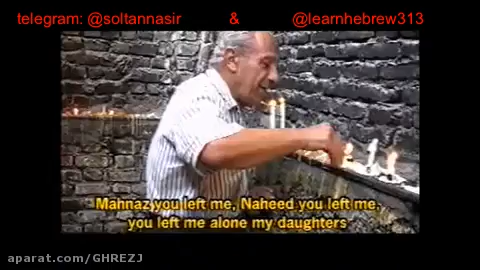 telegram: @soltannasir & @learnhebrew313
Mahnaz you left me, Naheed you left me,
you left me alone my daughters
aparat.com/GHREZJ